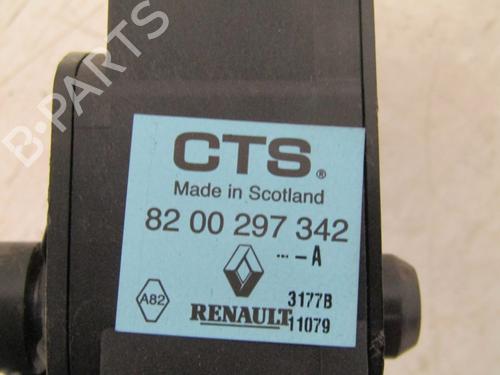 B-PARTS
CTS®
Made in Scotland
82 00 297 342
--- - A
A82
RENAULT
3177B
11079